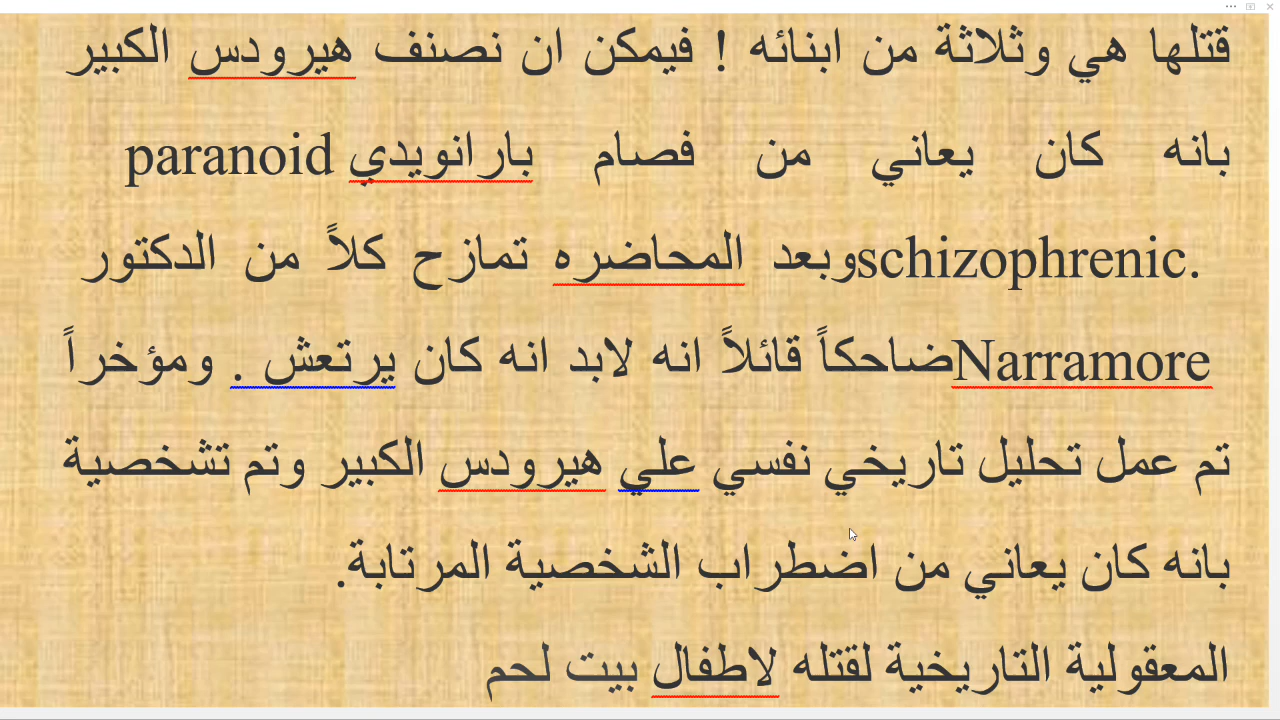 قتلها هي وثلاثة من ابنائه ! فيمكن ان نصنف هيرودس الكبير
بانه كان يعاني من فصام بارانويدي paranoid
schizophrenic.وبعد المحاضره تمازح كلاً من الدكتور
Narramoreضاحكاً قائلاً انه لابد انه كان يرتعش . ومؤخراً
تم عمل تحليل تاريخي نفسي علي هيرودس الكبير وتم تشخصية
بانه كان يعاني من اضطراب الشخصية المرتابة.
المعقولية التاريخية لقتله لاطفال بيت لحم